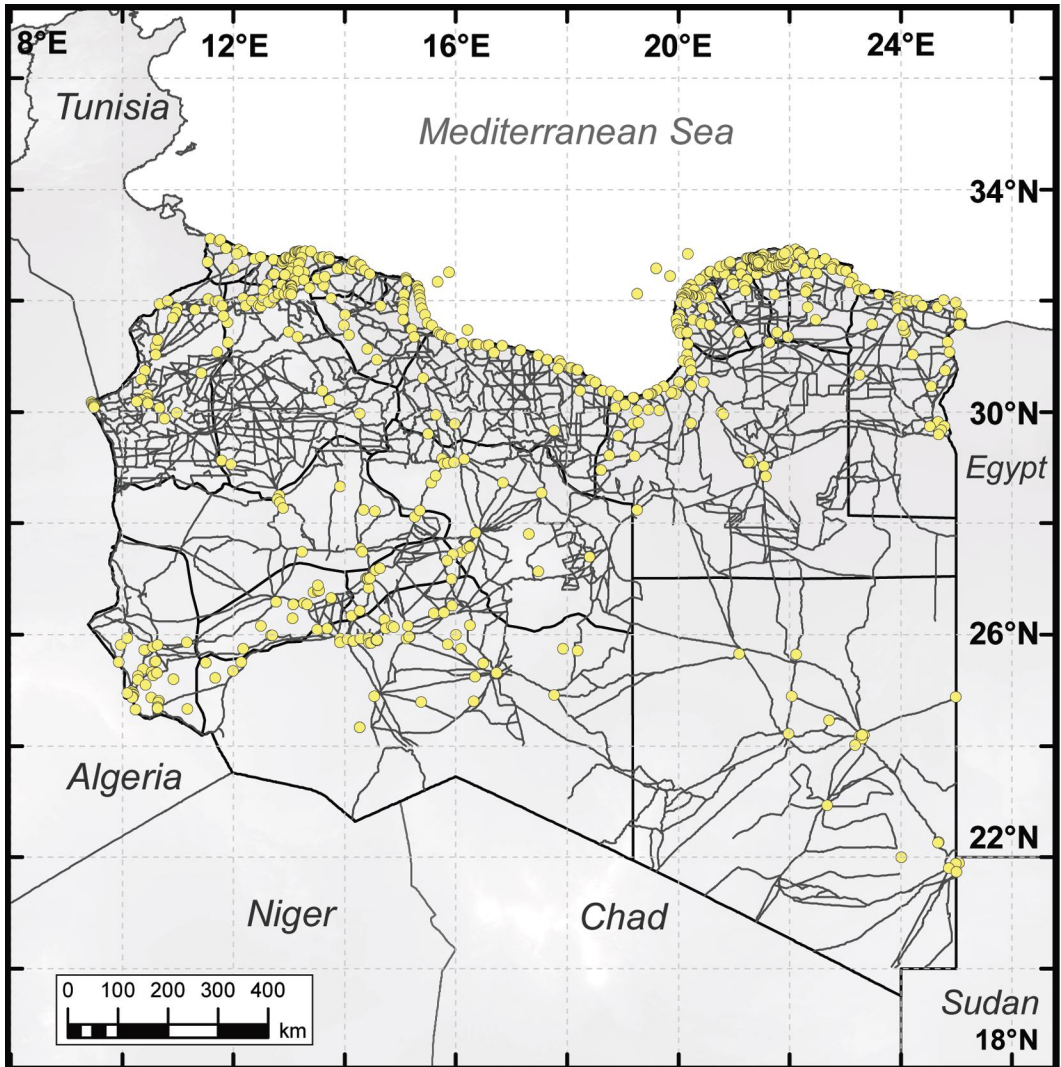 8°E 12°E 16°E 20°E 24°E
Tunisia
Mediterranean Sea
34°N
30°N
Egypt
26°N
Algeria
22°N
Niger
Chad
0 100 200 300 400
km
Sudan
18°N